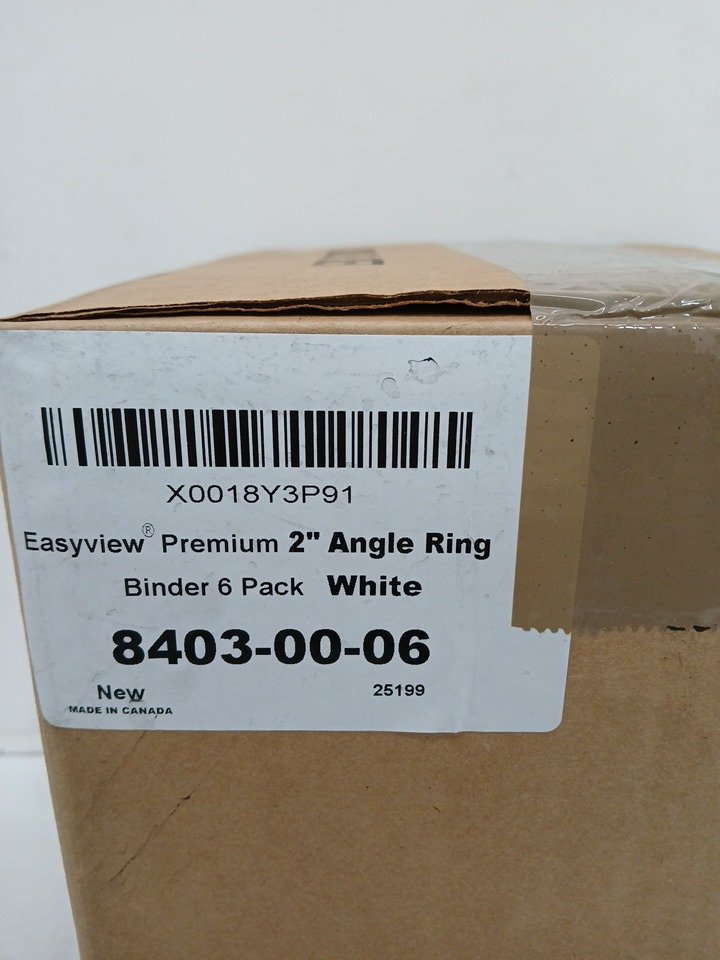 X0018Y3P91
Easyview® Premium 2" Angle Ring
Binder 6 Pack White
8403-00-06
New 25199
MADE IN CANADA